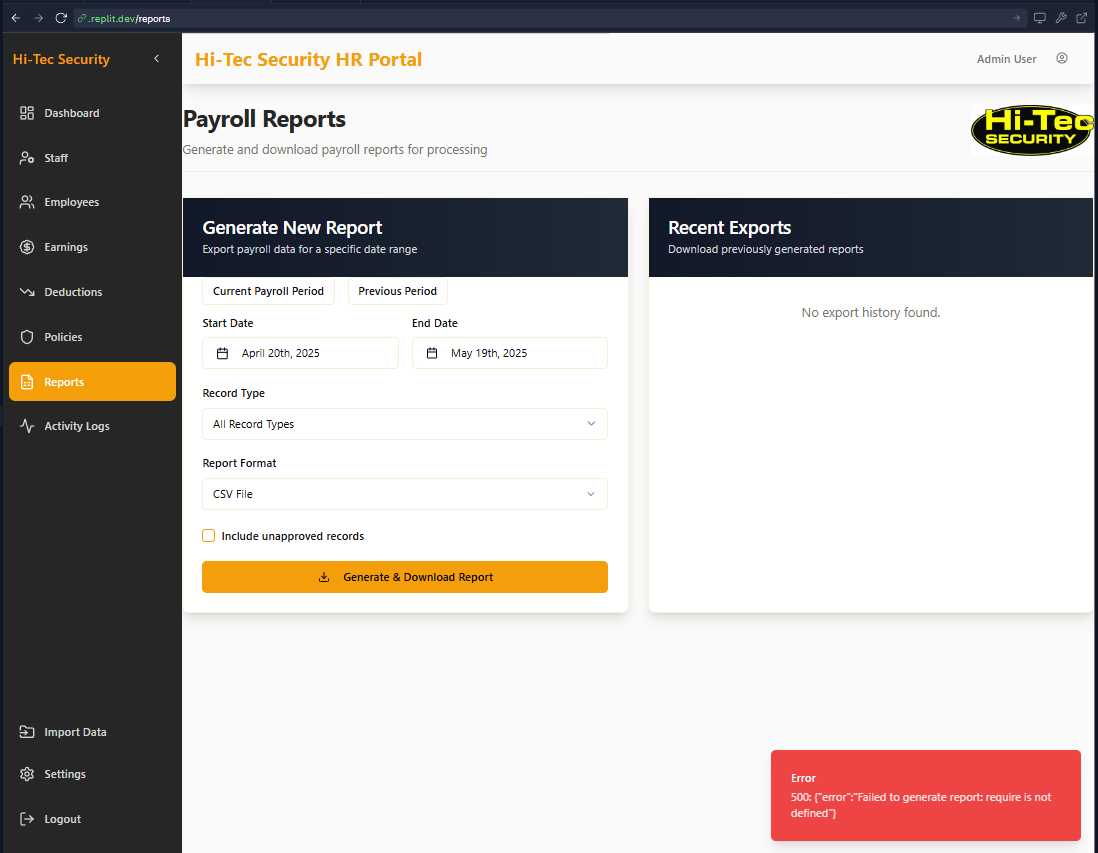 .replit.dev/reports
Hi-Tec Security
Hi-Tec Security HR Portal
Admin User
Dashboard
Staff
Employees
Earnings
Deductions
Policies
Reports
Activity Logs
Import Data
Settings
Logout
Payroll Reports
Generate and download payroll reports for processing
Hi-Tec
SECURITY
Generate New Report
Export payroll data for a specific date range
Current Payroll Period Previous Period
Start Date End Date
April 20th, 2025 May 19th, 2025
Record Type
All Record Types
Report Format
CSV File
Include unapproved records
Generate & Download Report
Recent Exports
Download previously generated reports
No export history found.
Error
500: {"error":"Failed to generate report: require is not
defined"}